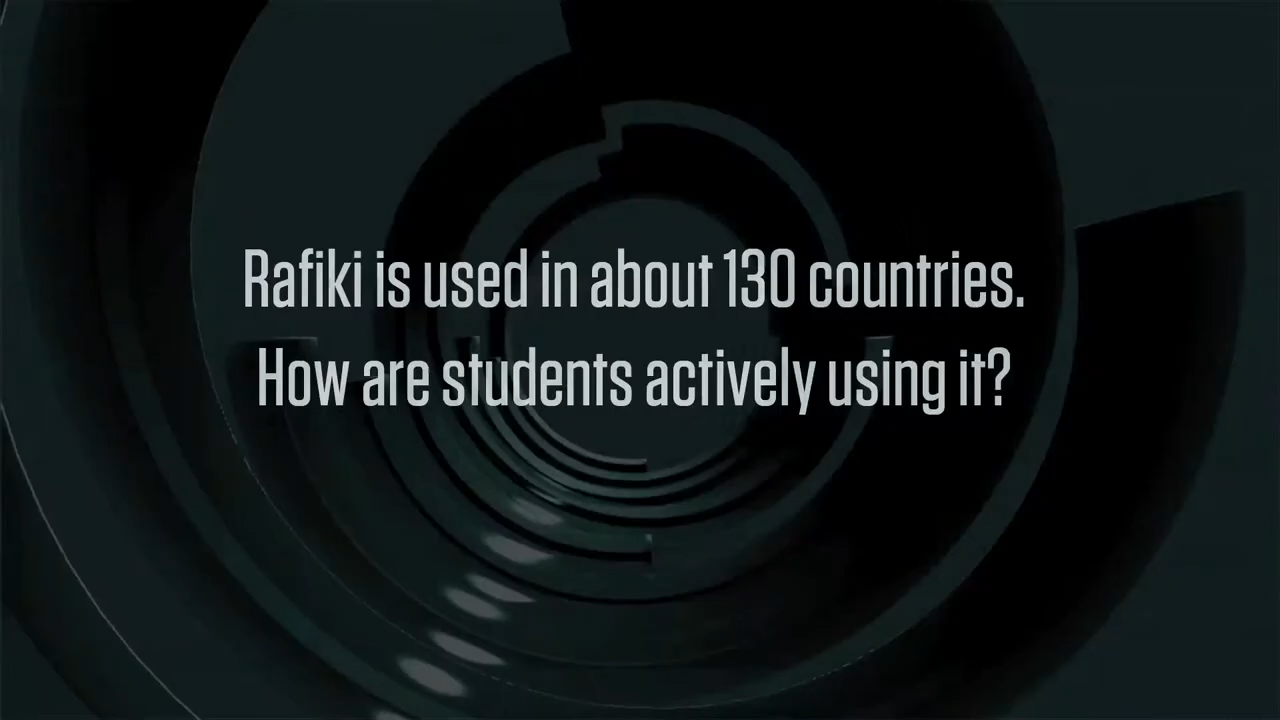 Rafiki is used in about 130 countries.
How are students actively using it?